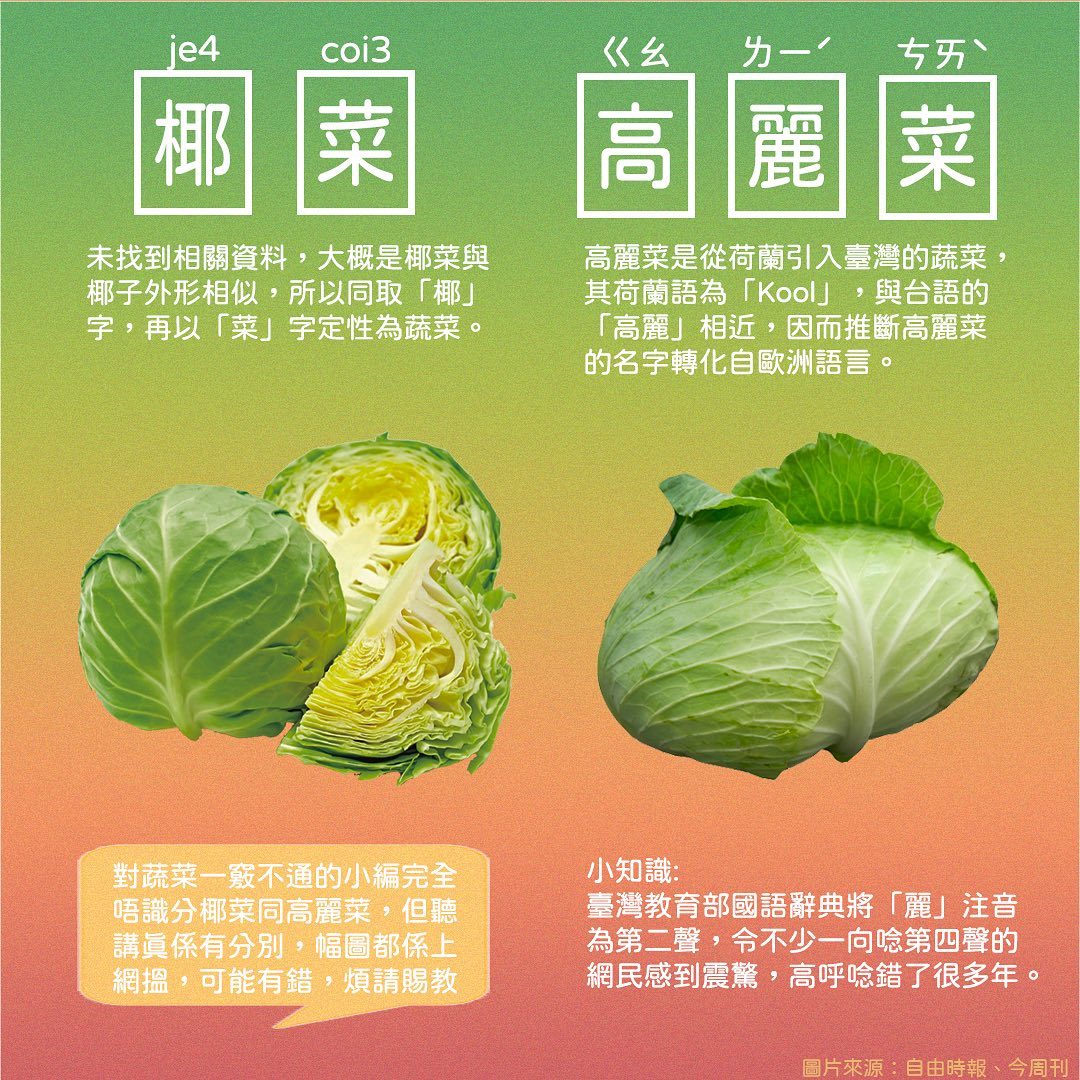 je4 coi3
椰菜
未找到相關資料，大概是椰菜與
椰子外形相似，所以同取「椰」
字，再以「菜」字定性為蔬菜。
ㄍㄠ ㄌㄧˊ ㄘㄞˋ
高麗菜
高麗菜是從荷蘭引入臺灣的蔬菜，
其荷蘭語為「Kool」，與台語的
「高麗」相近，因而推斷高麗菜
的名字轉化自歐洲語言。
對蔬菜一竅不通的小編完全
唔識分椰菜同高麗菜，但聽
講真係有分別，幅圖都係上
網搵，可能有錯，煩請賜教
小知識:
臺灣教育部國語辭典將「麗」注音
為第二聲，令不少一向唸第四聲的
網民感到震驚，高呼唸錯了很多年。
圖片來源：自由時報、今周刊